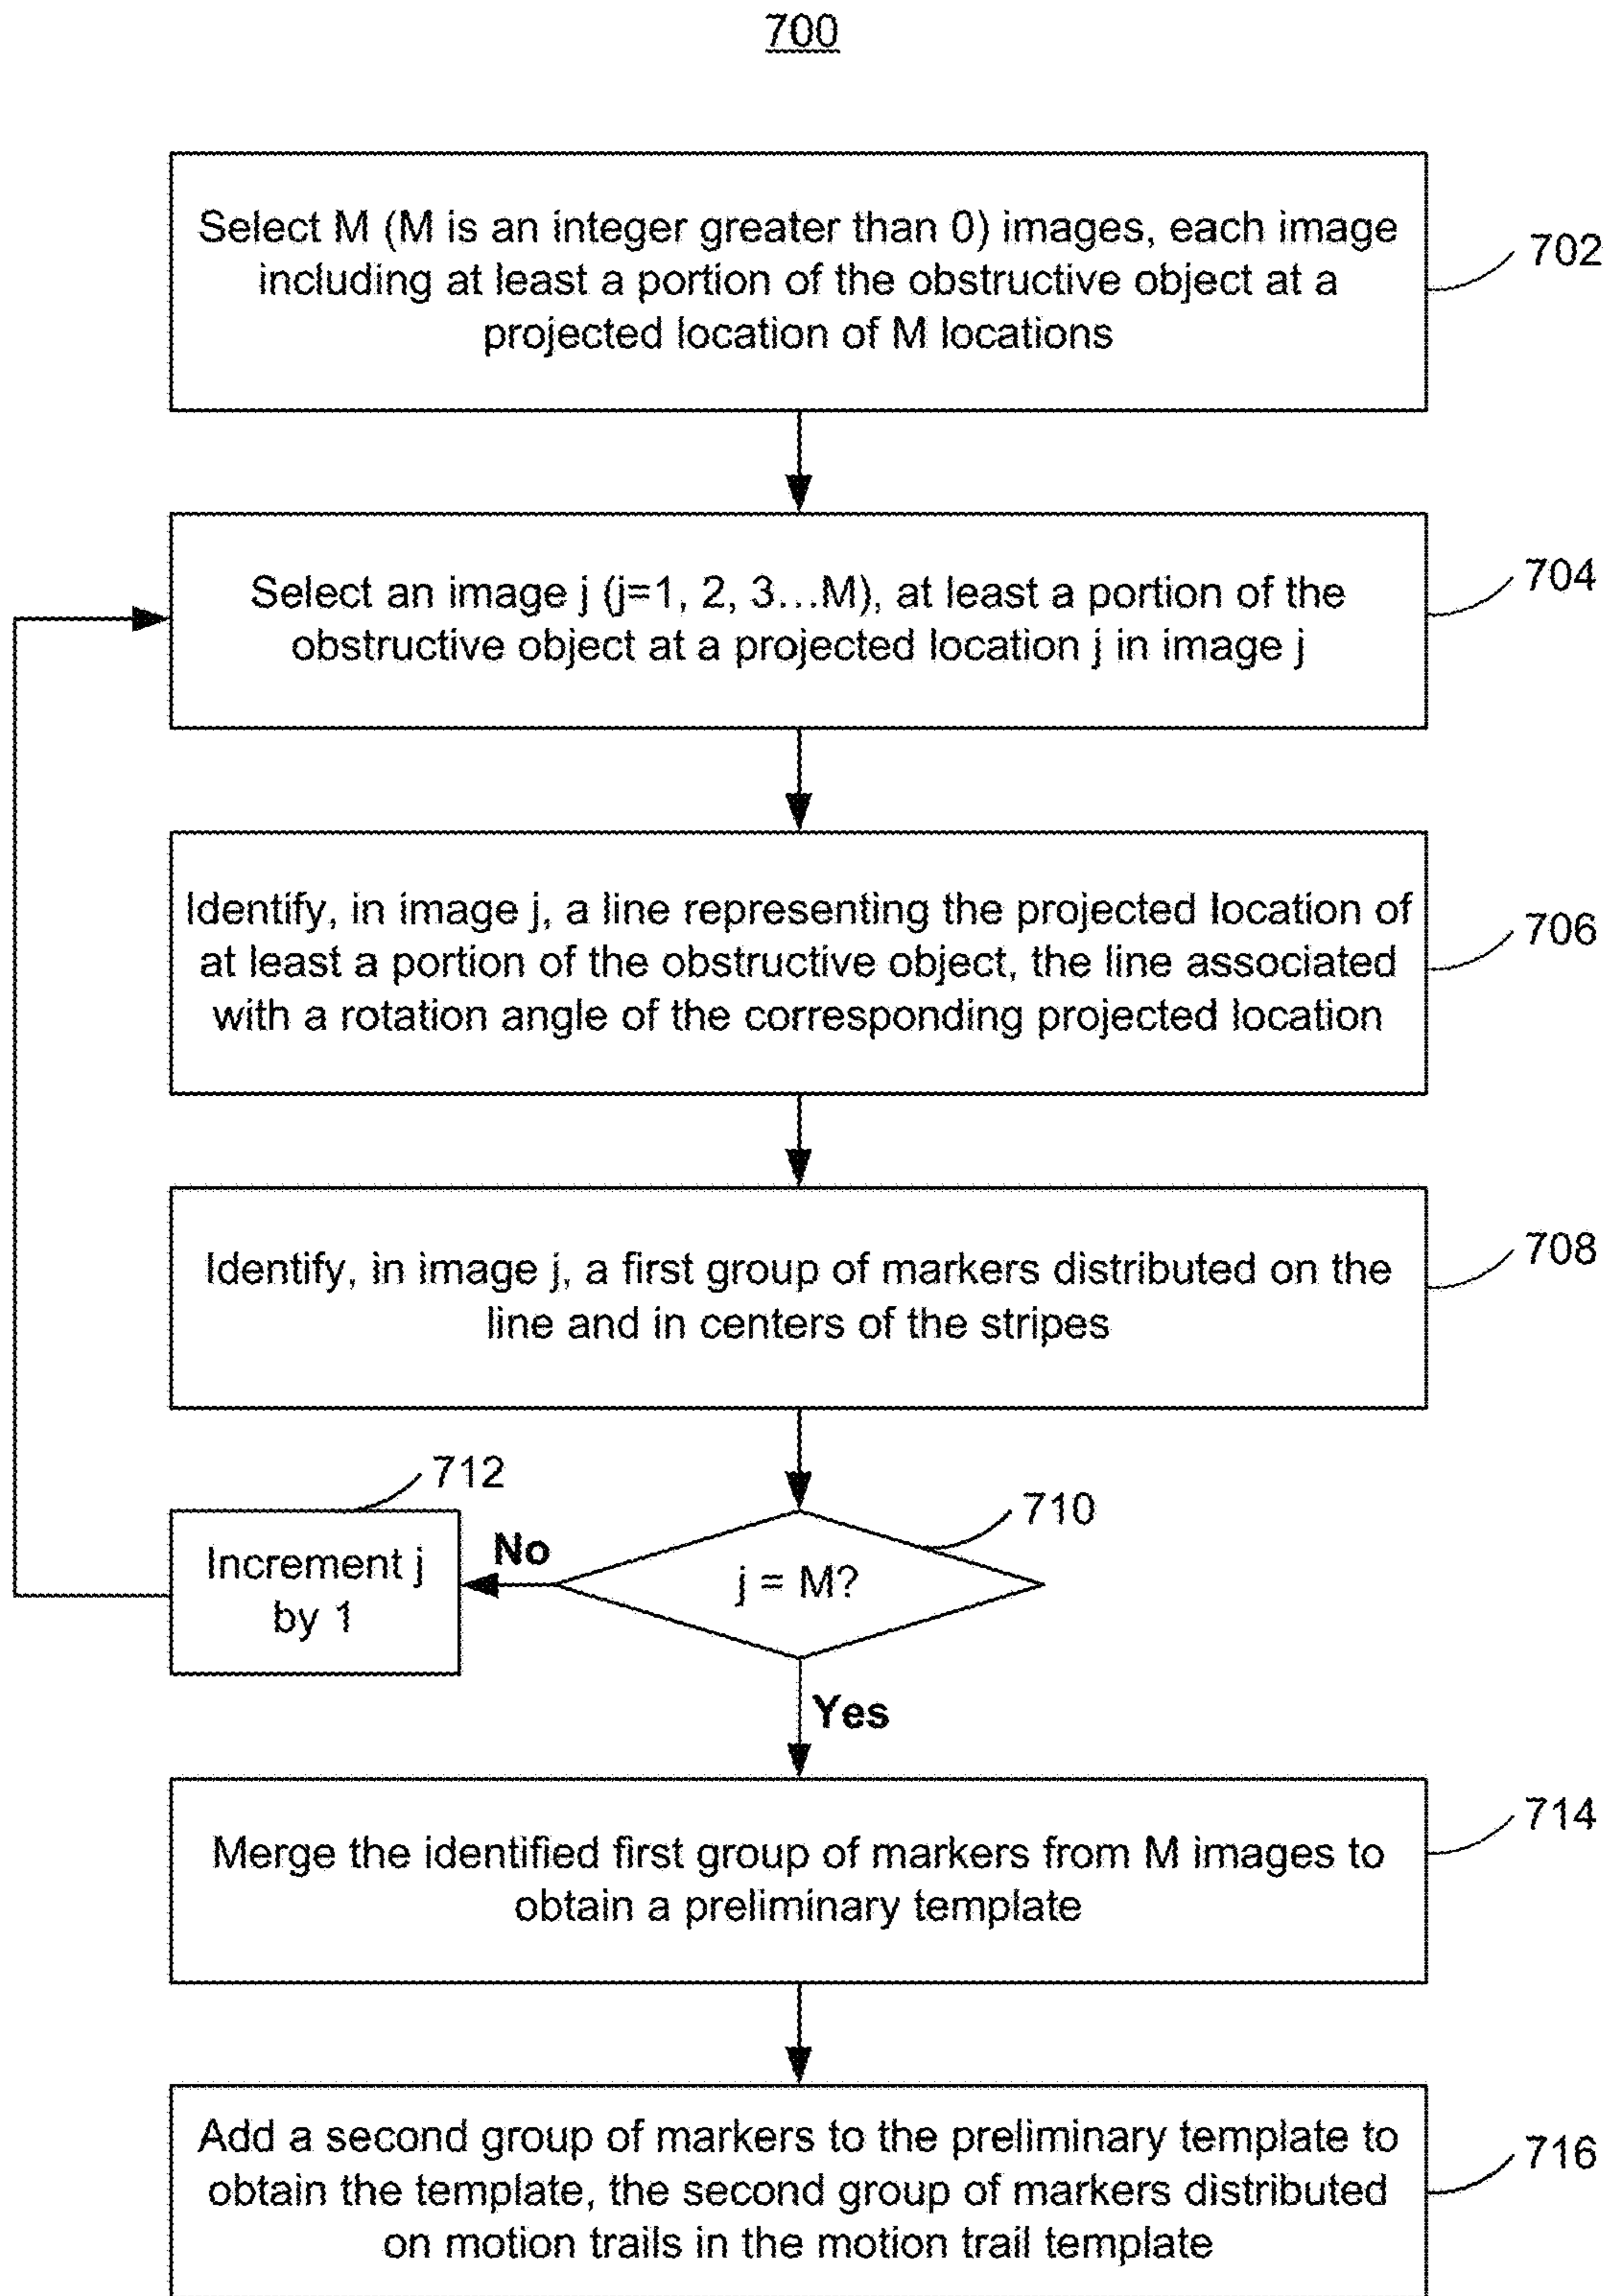 700
Select M (M is an integer greater than 0) images, each image
including at least a portion of the obstructive object at a
projected location of M locations
702
Select an image j (j=1, 2, 3…M), at least a portion of the
obstructive object at a projected location j in image j
704
Identify, in image j, a line representing the projected location of
at least a portion of the obstructive object, the line associated
with a rotation angle of the corresponding projected location
706
Identify, in image j, a first group of markers distributed on the
line and in centers of the stripes
708
712
Increment j
by 1
No
j = M?
710
Yes
Merge the identified first group of markers from M images to
obtain a preliminary template
714
Add a second group of markers to the preliminary template to
obtain the template, the second group of markers distributed
on motion trails in the motion trail template
716